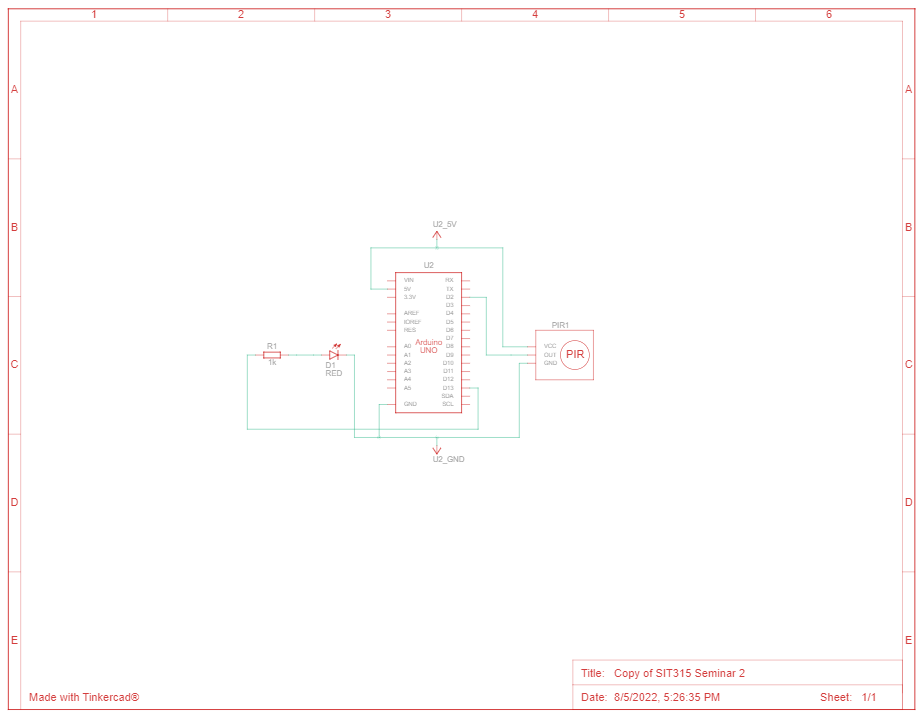 1 2 3 4 5 6
A A
B B
U2_5V
U2
VIN RX
5V TX
3.3V D2
D3
AREF D4
IOREF D5
RES D6
D7
A0 D8
A1 D9
A2 D10
A3 D11
A4 D12
A5 D13
SDA
GND SCL
Arduino
UNO
PIR1
VCC
OUT
GND
PIR
R1
1k
D1
RED
C C
U2_GND
D D
E E
Title: Copy of SIT315 Seminar 2
Made with Tinkercad®
Date: 8/5/2022, 5:26:35 PM Sheet: 1/1